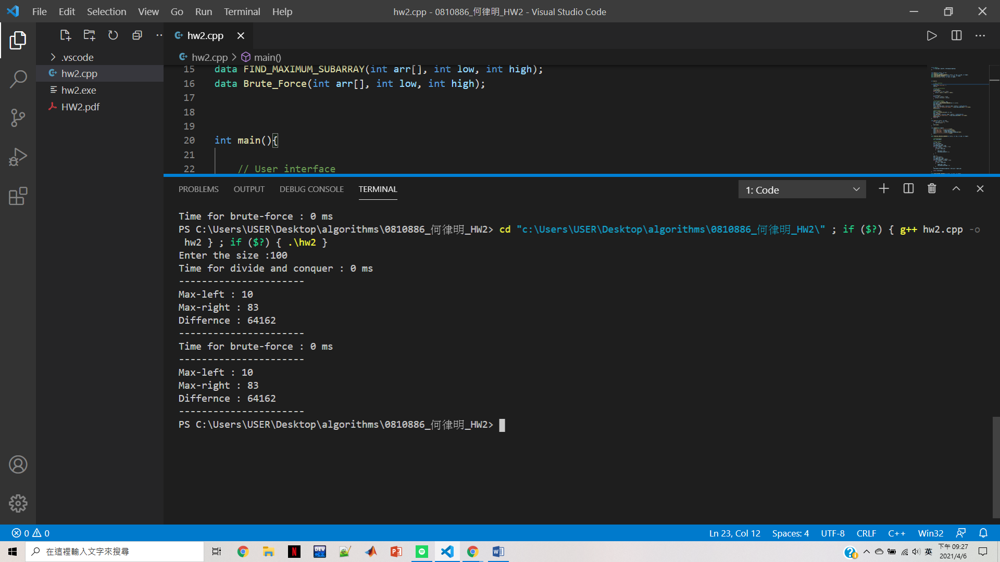 File Edit Selection View Go Run Terminal Help
hw2.cpp - 0810886_何律明_HW2 - Visual Studio Code
hw2.cpp
hw2.cpp > main()
.vscode
hw2.cpp
hw2.exe
HW2.pdf
15 data FIND_MAXIMUM_SUBARRAY(int arr[], int low, int high);
16 data Brute_Force(int arr[], int low, int high);
17
18
19
20 int main(){
21
22 // User interface
PROBLEMS OUTPUT DEBUG CONSOLE TERMINAL
1: Code
Time for brute-force : 0 ms
PS C:\Users\USER\Desktop\algorithms\0810886_何律明_HW2> cd "c:\Users\USER\Desktop\algorithms\0810886_何律明_HW2\" ; if ($?) { g++ hw2.cpp -o
hw2 } ; if ($?) { .\hw2 }
Enter the size :100
Time for divide and conquer : 0 ms
----------------------
Max-left : 10
Max-right : 83
Differnce : 64162
----------------------
Time for brute-force : 0 ms
----------------------
Max-left : 10
Max-right : 83
Differnce : 64162
----------------------
PS C:\Users\USER\Desktop\algorithms\0810886_何律明_HW2>
0 0
Ln 23, Col 12 Spaces: 4 UTF-8 CRLF C++ Win32
在這裡輸入文字來搜尋
英
下午 09:27
2021/4/6